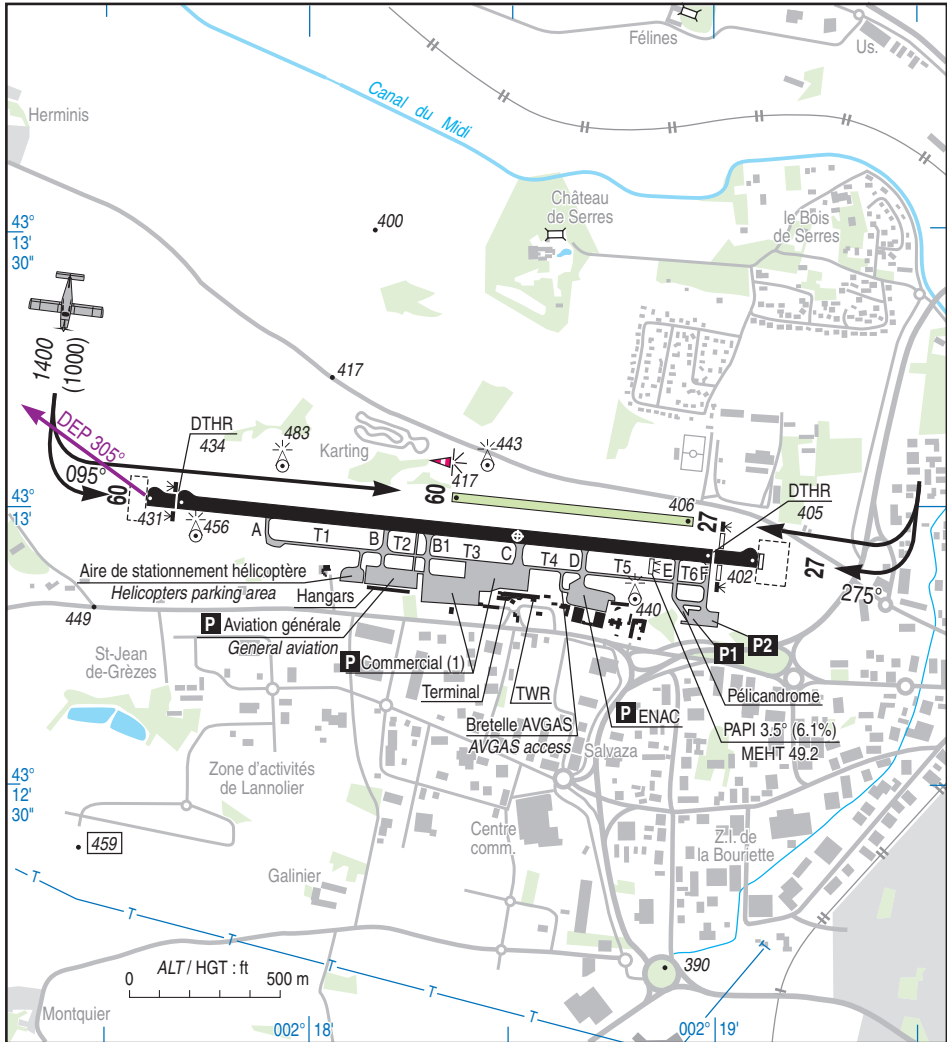 Félines
Us.
Herminis
Canal du Midi
Château
de Serres
le Bois
de Serres
43°
13'
30"
400
1400
(1000)
417
DEP 305°
DTHR
434
483
Karting
443
417
09
095°
09
431
456
43°
13'
406
27
DTHR
405
402
27
275°
A
T1
B
T2
B1
T3
C
T4
D
T5
E
T6
F
440
Aire de stationnement hélicoptère
Helicopters parking area
Hangars
449
P Aviation générale
General aviation
P Commercial (1)
St-Jean
de-Grèzes
Terminal
TWR
Bretelle AVGAS
AVGAS access
P ENAC
P1
P2
Pélicandrome
PAPI 3.5° (6.1%)
MEHT 49.2
Salvaza
43°
12'
30"
Zone d'activités
de Lannolier
459
Centre
comm.
Z.I. de
la Bouriette
Galinier
T
T
T
T
T
T
T
390
ALT / HGT : ft
0
500 m
Montquier
002°
18'
002°
19'